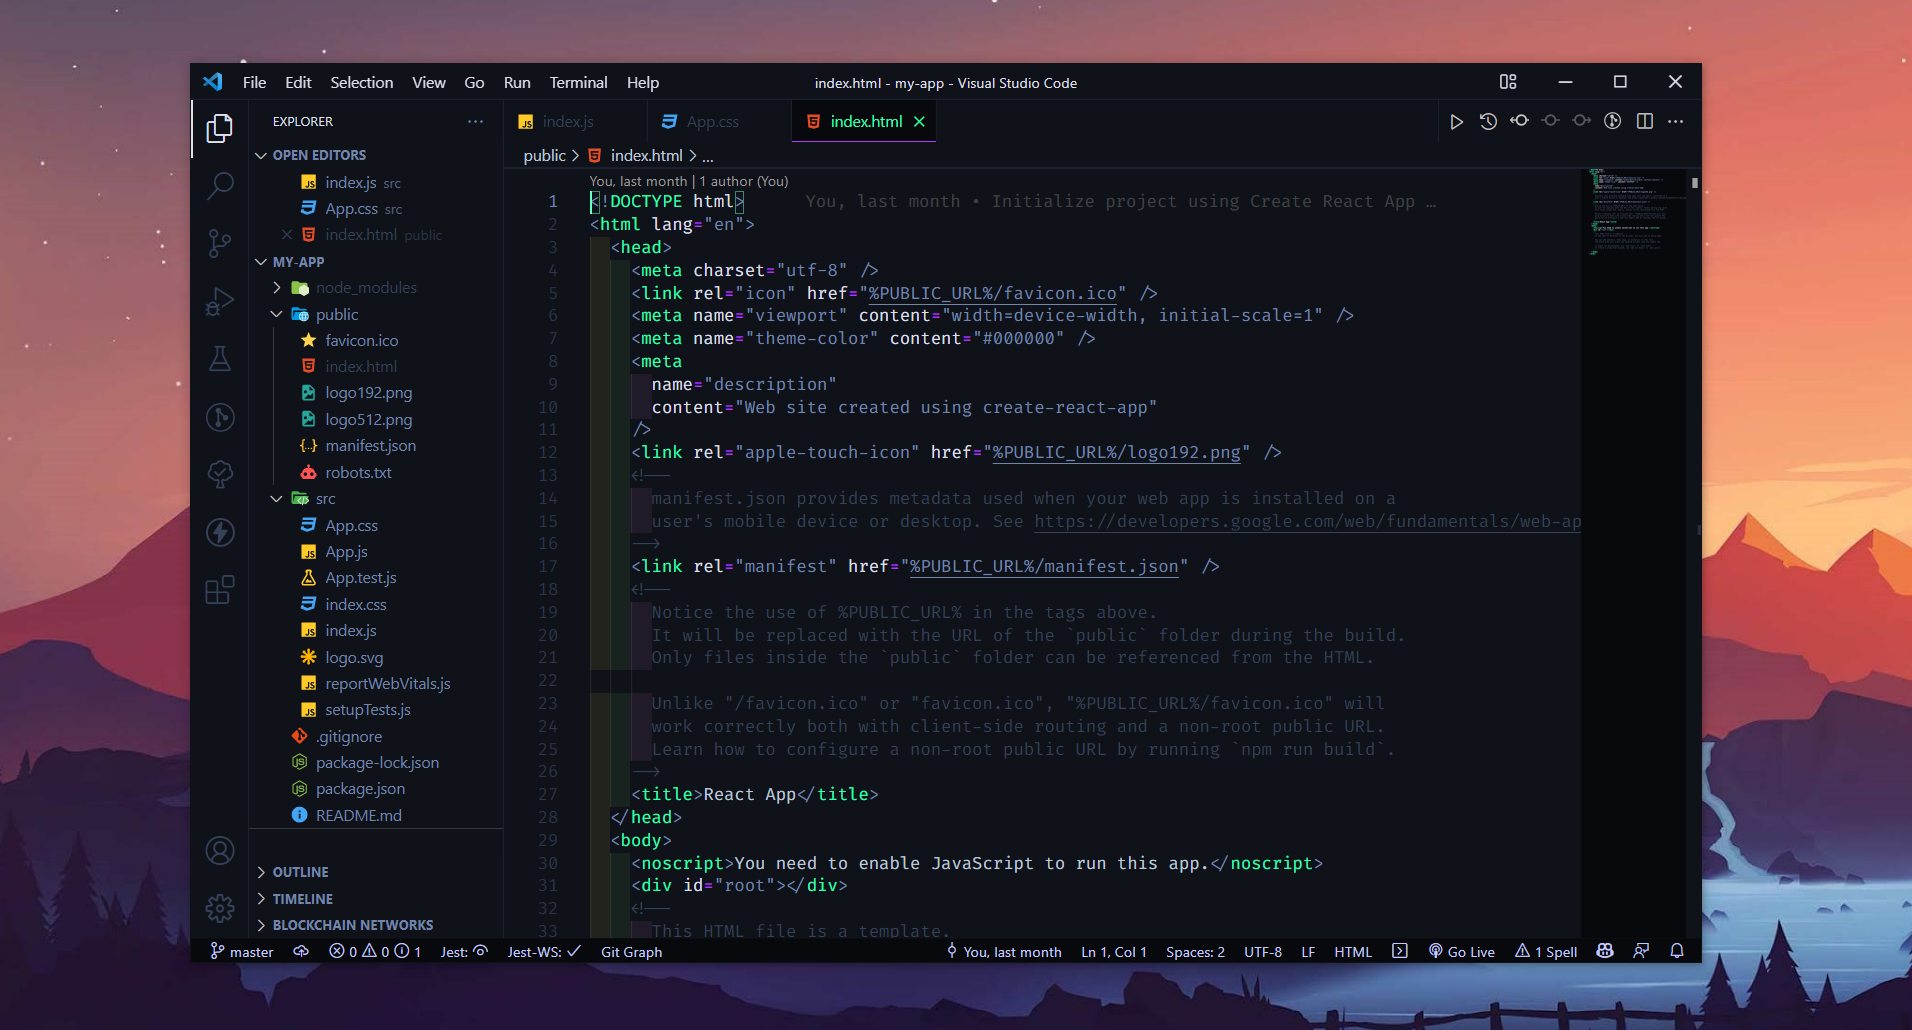 File Edit Selection View Go Run Terminal Help
index.html - my-app - Visual Studio Code
EXPLORER
OPEN EDITORS
index.js src
App.css src
index.html public
MY-APP
node_modules
public
favicon.ico
index.html
logo192.png
logo512.png
manifest.json
robots.txt
src
App.css
App.js
App.test.js
index.css
index.js
logo.svg
reportWebVitals.js
setupTests.js
.gitignore
package-lock.json
package.json
README.md
OUTLINE
TIMELINE
BLOCKCHAIN NETWORKS
index.js App.css index.html
public > index.html > ...
You, last month | 1 author (You)
1 <!DOCTYPE html> You, last month • Initialize project using Create React App …
2 <html lang="en">
3 <head>
4 <meta charset="utf-8" />
5 <link rel="icon" href="%PUBLIC_URL%/favicon.ico" />
6 <meta name="viewport" content="width=device-width, initial-scale=1" />
7 <meta name="theme-color" content="#000000" />
8 <meta
9 name="description"
10 content="Web site created using create-react-app"
11 />
12 <link rel="apple-touch-icon" href="%PUBLIC_URL%/logo192.png" />
13 <!--
14 manifest.json provides metadata used when your web app is installed on a
15 user's mobile device or desktop. See https://developers.google.com/web/fundamentals/web-ap
16 -->
17 <link rel="manifest" href="%PUBLIC_URL%/manifest.json" />
18 <!--
19 Notice the use of %PUBLIC_URL% in the tags above.
20 It will be replaced with the URL of the `public` folder during the build.
21 Only files inside the `public` folder can be referenced from the HTML.
22
23 Unlike "/favicon.ico" or "favicon.ico", "%PUBLIC_URL%/favicon.ico" will
24 work correctly both with client-side routing and a non-root public URL.
25 Learn how to configure a non-root public URL by running `npm run build`.
26 -->
27 <title>React App</title>
28 </head>
29 <body>
30 <noscript>You need to enable JavaScript to run this app.</noscript>
31 <div id="root"></div>
32 <!--
33 This HTML file is a template.
master 0 0 1 Jest: Jest-WS: Git Graph You, last month Ln 1, Col 1 Spaces: 2 UTF-8 LF HTML Go Live 1 Spell